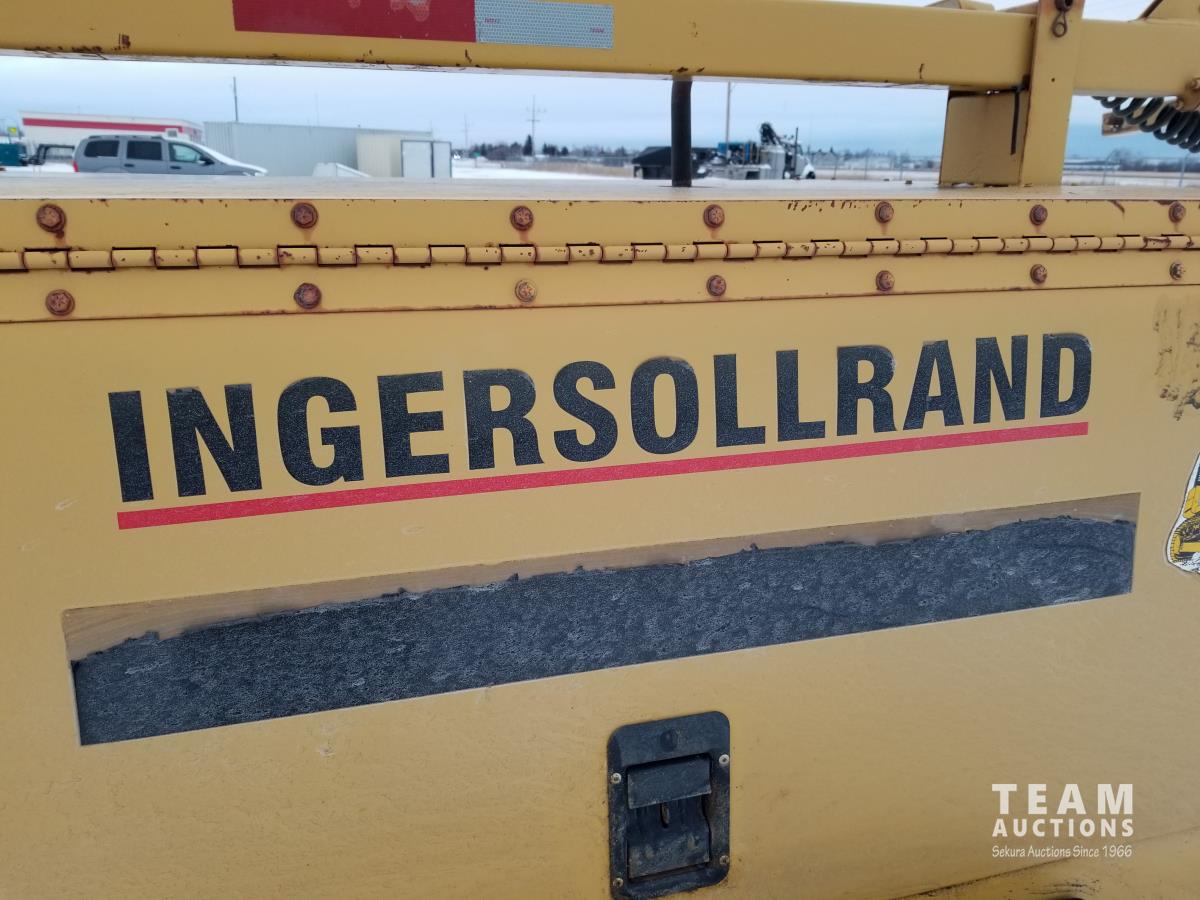 INGERSOLLRAND
TEAM
AUCTIONS
Sekura Auctions Since 1966